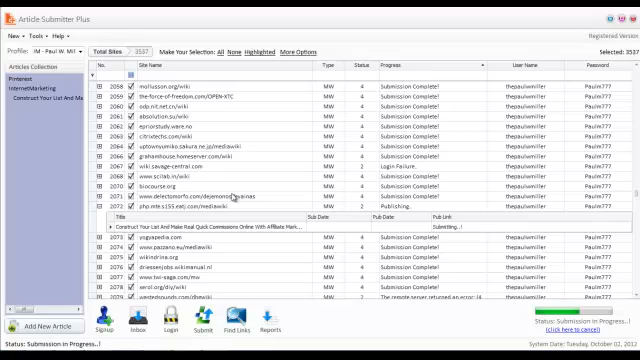 Article Submitter Plus
New Tools Help
Registered Version
Profile: IM - Paul W. Mil
Total Sites 3537 Make Your Selection: All None Highlighted More Options Selected: 3537
Articles Collection
Pinterest
InternetMarketing
Construct Your List And Ma
No. Site Name Type Status Progress User Name Password
2058 mollusson.org/wiki MW 4 Submission Complete! thepaulwmiller Paulm777
2059 the-force-of-freedom.com/OPEN-XTC MW 4 Submission Complete! thepaulwmiller Paulm777
2060 odp.nit.net.cn/wiki MW 4 Submission Complete! thepaulwmiller Paulm777
2061 absolution.su/wiki MW 4 Submission Complete! thepaulwmiller Paulm777
2062 epriorstudy.ware.no MW 4 Submission Complete! thepaulwmiller Paulm777
2063 citrixtechs.com/wiki MW 4 Submission Complete! thepaulwmiller Paulm777
2064 uptownyumiko.sakura.ne.jp/mediawiki MW 4 Submission Complete! thepaulwmiller Paulm777
2066 grahamhouse.homeserver.com/wiki MW 4 Submission Complete! thepaulwmiller Paulm777
2067 wiki.savage-central.com MW 2 Login Failure. thepaulwmiller Paulm777
2068 www.scilab.in/wiki MW 4 Submission Complete! thepaulwmiller Paulm777
2070 biocourse.org MW 4 Submission Complete! thepaulwmiller Paulm777
2071 www.delectomorfo.com/dejemonos vainas MW 4 Submission Complete! thepaulwmiller Paulm777
2072 php.mte.s155.eatj.com/mediawiki MW 2 Publishing. thepaulwmiller Paulm777
Title Sub Date Pub Date Pub Link
Construct Your List And Make Real Quick Commissions Online With Affiliate Mark... Submitting..!
2073 yogyapedia.com MW 4 Submission Complete! thepaulwmiller Paulm777
2074 www.pazzano.eu/mediawiki MW 4 Submission Complete! thepaulwmiller Paulm777
2075 wikindrina.org MW 4 Submission Complete! thepaulwmiller Paulm777
2076 driessenjobs.wikimanual.nl MW 4 Submission Complete! thepaulwmiller Paulm777
2077 www.twi-saga.com/mw MW 4 Submission Complete! thepaulwmiller Paulm777
2078 xerol.org/diy/wiki MW 4 Submission Complete! thepaulwmiller Paulm777
2079 wastedsounds.com/dbgwiki MW 2 The remote server returned an error: (4 thepaulwmiller Paulm777
Add New Article
Signup Inbox Login Submit Find Links Reports
Status: Submission in Progress..!
(click here to cancel)
Status: Submission in Progress..! System Date: Tuesday, October 02, 2012